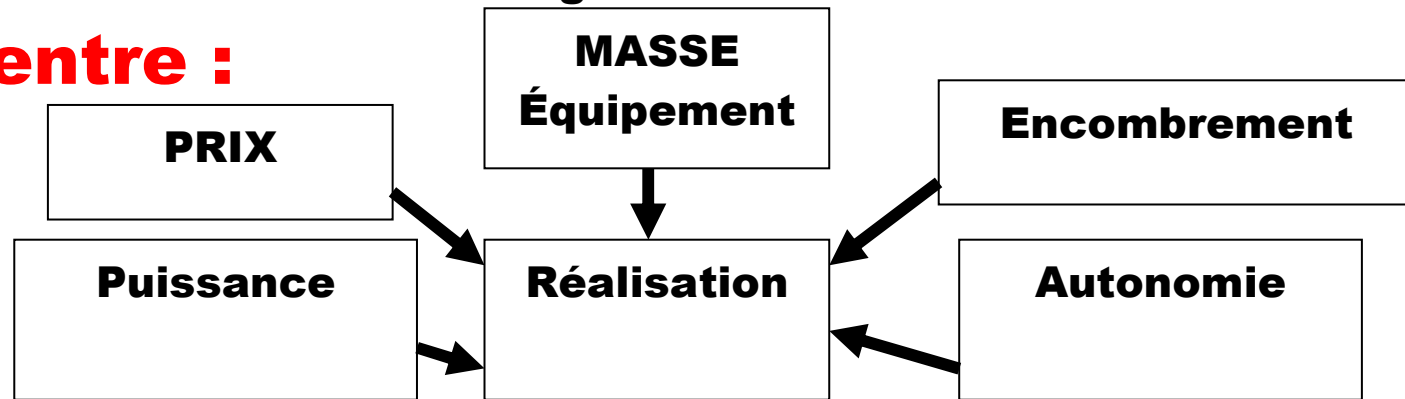 entre :
MASSE
Équipement
PRIX
Encombrement
Puissance
Réalisation
Autonomie